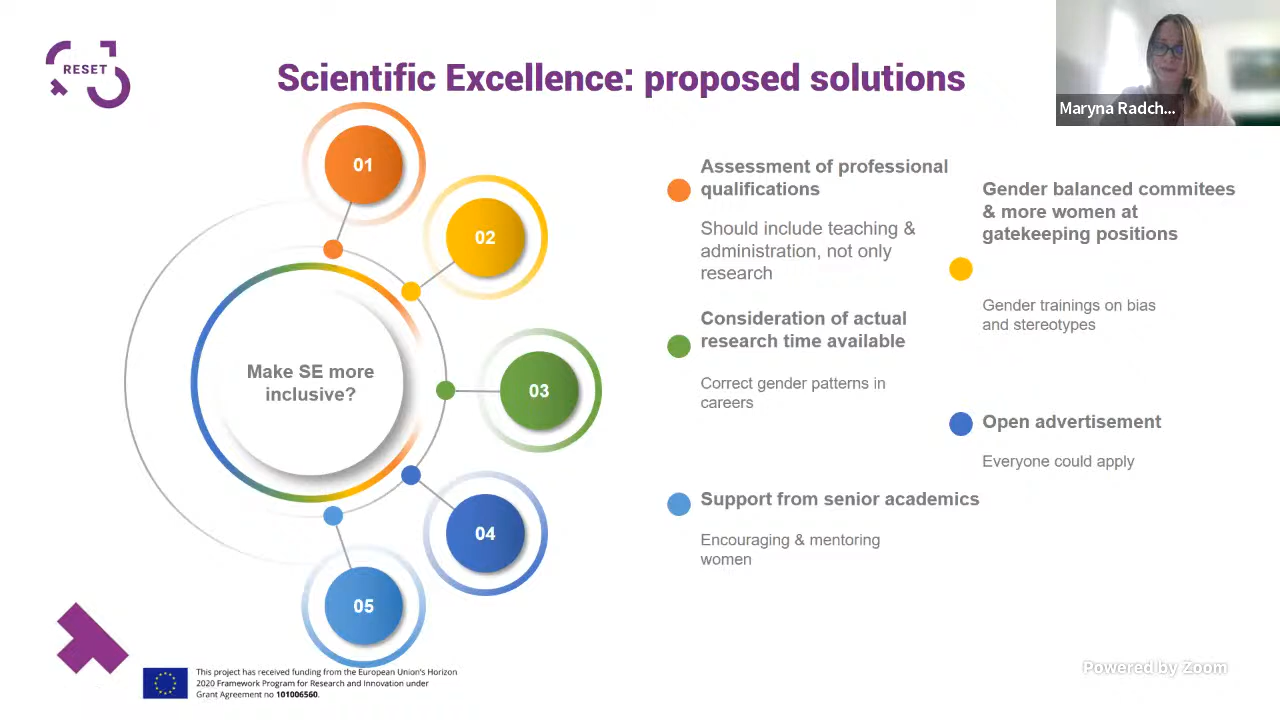 RESET
Scientific Excellence: proposed solutions
Maryna Radch...
01
02
03
04
05
Make SE more
inclusive?
Assessment of professional
qualifications
Should include teaching &
administration, not only
research
Gender balanced commitees
& more women at
gatekeeping positions
Gender trainings on bias
and stereotypes
Consideration of actual
research time available
Correct gender patterns in
careers
Open advertisement
Everyone could apply
Support from senior academics
Encouraging & mentoring
women
This project has received funding from the European Union's Horizon
2020 Framework Program for Research and Innovation under
Grant Agreement no 101006560.
Powered by Zoom